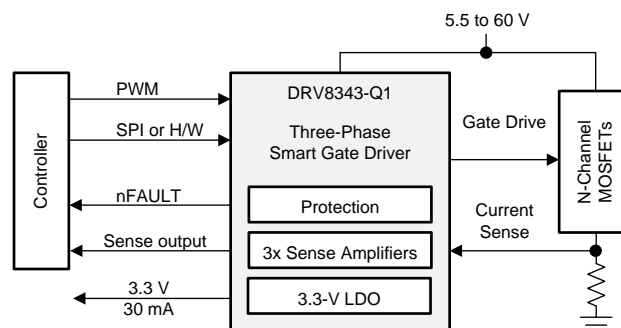 5.5 to 60 V
Controller
PWM
SPI or H/W
nFAULT
Sense output
3.3 V
30 mA
DRV8343-Q1
Three-Phase
Smart Gate Driver
Protection
3x Sense Amplifiers
3.3-V LDO
Gate Drive
Current
Sense
N-Channel
MOSFETs